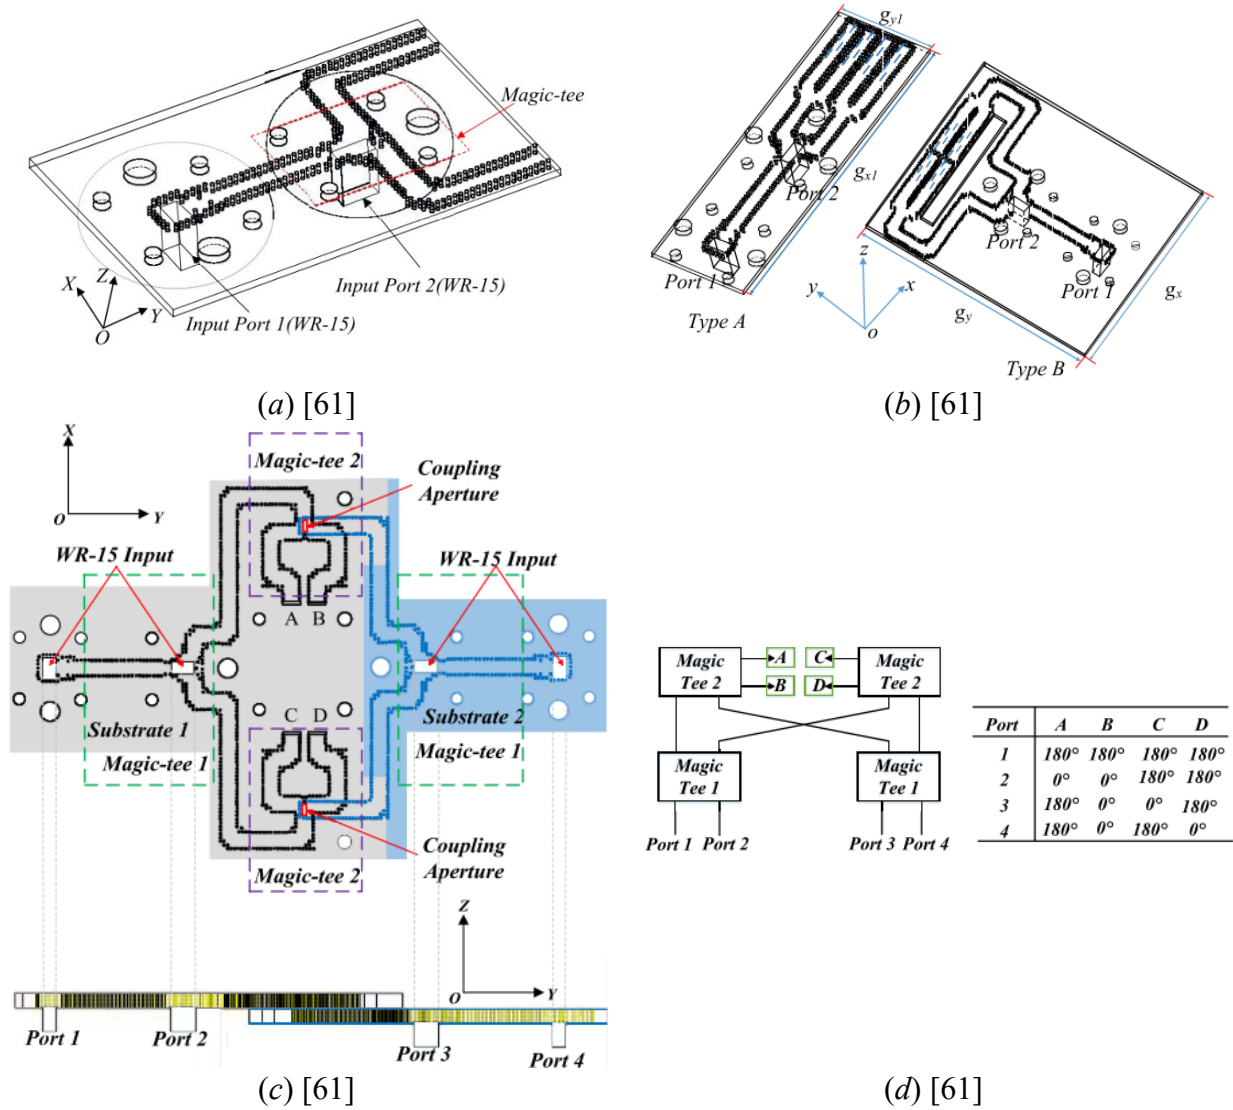 Magic-tee
X
Z
Y
O
Input Port 2(WR-15)
Input Port 1(WR-15)
(a) [61]
gy1
gx1
Port 2
Port 1
Type A
z
y
x
o
Port 2
Port 1
gy
gx
Type B
(b) [61]
X
O
Y
Magic-tee 2
Coupling
Aperture
WR-15 Input
WR-15 Input
A B
C D
Substrate 1
Substrate 2
Magic-tee 1
Magic-tee 1
Coupling
Aperture
Magic-tee 2
Z
O
Y
Port 1
Port 2
Port 3
Port 4
(c) [61]
Magic
Tee 2
A
C
B
D
Magic
Tee 2
Magic
Tee 1
Magic
Tee 1
Port 1 Port 2
Port 3 Port 4
Port A B C D
1 180° 180° 180° 180°
2 0° 0° 180° 180°
3 180° 0° 0° 180°
4 180° 0° 180° 0°
(d) [61]